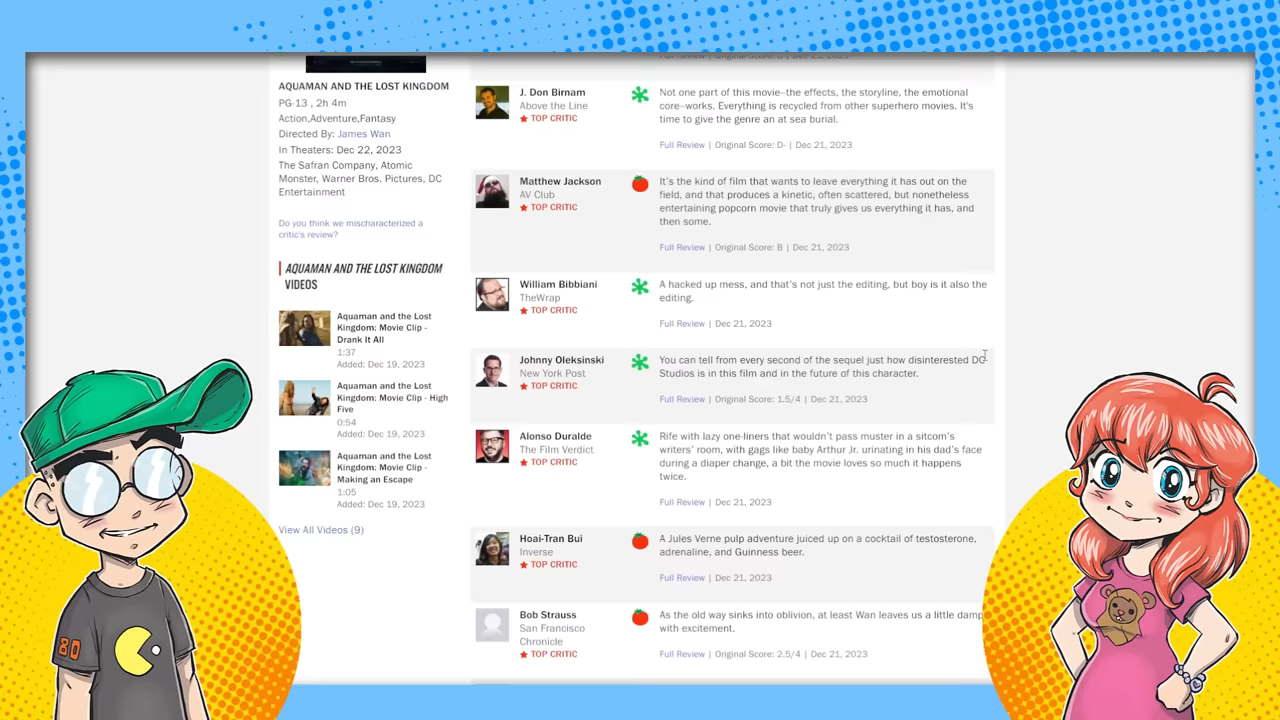 AQUAMAN AND THE LOST KINGDOM
PG-13 , 2h 4m
Action,Adventure,Fantasy
Directed By: James Wan
In Theaters: Dec 22, 2023
The Safran Company, Atomic
Monster, Warner Bros. Pictures, DC
Entertainment
Do you think we mischaracterized a
critic's review?
AQUAMAN AND THE LOST KINGDOM
VIDEOS
Aquaman and the Lost
Kingdom: Movie Clip -
Drank It All
1:37
Added: Dec 19, 2023
Aquaman and the Lost
Kingdom: Movie Clip - High
Five
0:54
Added: Dec 19, 2023
Aquaman and the Lost
Kingdom: Movie Clip -
Making an Escape
1:05
Added: Dec 19, 2023
View All Videos (9)
J. Don Birnam
Above the Line
★ TOP CRITIC
Not one part of this movie--the effects, the storyline, the emotional
core--works. Everything is recycled from other superhero movies. It's
time to give the genre an at sea burial.
Full Review | Original Score: D- | Dec 21, 2023
Matthew Jackson
AV Club
★ TOP CRITIC
It's the kind of film that wants to leave everything it has out on the
field, and that produces a kinetic, often scattered, but nonetheless
entertaining popcorn movie that truly gives us everything it has, and
then some.
Full Review | Original Score: B | Dec 21, 2023
William Bibbiani
TheWrap
★ TOP CRITIC
A hacked up mess, and that's not just the editing, but boy is it also the
editing.
Full Review | Dec 21, 2023
Johnny Oleksinski
New York Post
★ TOP CRITIC
You can tell from every second of the sequel just how disinterested DC
Studios is in this film and in the future of this character.
Full Review | Original Score: 1.5/4 | Dec 21, 2023
Alonso Duralde
The Film Verdict
★ TOP CRITIC
Rife with lazy one-liners that wouldn't pass muster in a sitcom's
writers' room, with gags like baby Arthur Jr. urinating in his dad's face
during a diaper change, a bit the movie loves so much it happens
twice.
Full Review | Dec 21, 2023
Hoai-Tran Bui
Inverse
★ TOP CRITIC
A Jules Verne pulp adventure juiced up on a cocktail of testosterone,
adrenaline, and Guinness beer.
Full Review | Dec 21, 2023
Bob Strauss
San Francisco
Chronicle
★ TOP CRITIC
As the old way sinks into oblivion, at least Wan leaves us a little damp
with excitement.
Full Review | Original Score: 2.5/4 | Dec 21, 2023
80